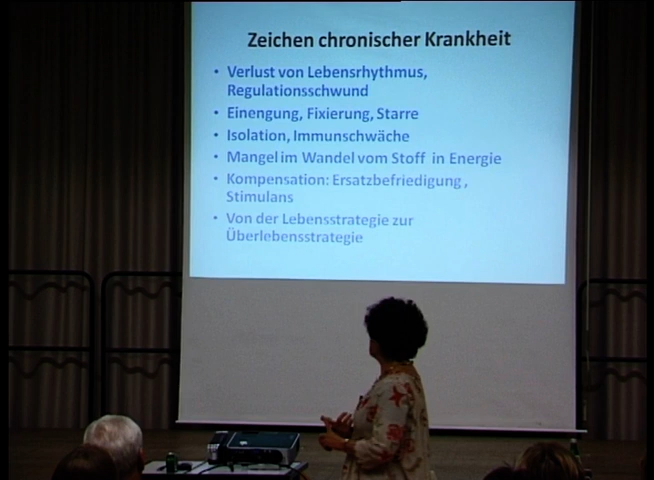 Zeichen chronischer Krankheit
• Verlust von Lebensrhythmus,
Regulationsschwund
• Einengung, Fixierung, Starre
• Isolation, Immunschwäche
• Mangel im Wandel vom Stoff in Energie
• Kompensation: Ersatzbefriedigung,
Stimulans
• Von der Lebensstrategie zur
Überlebensstrategie